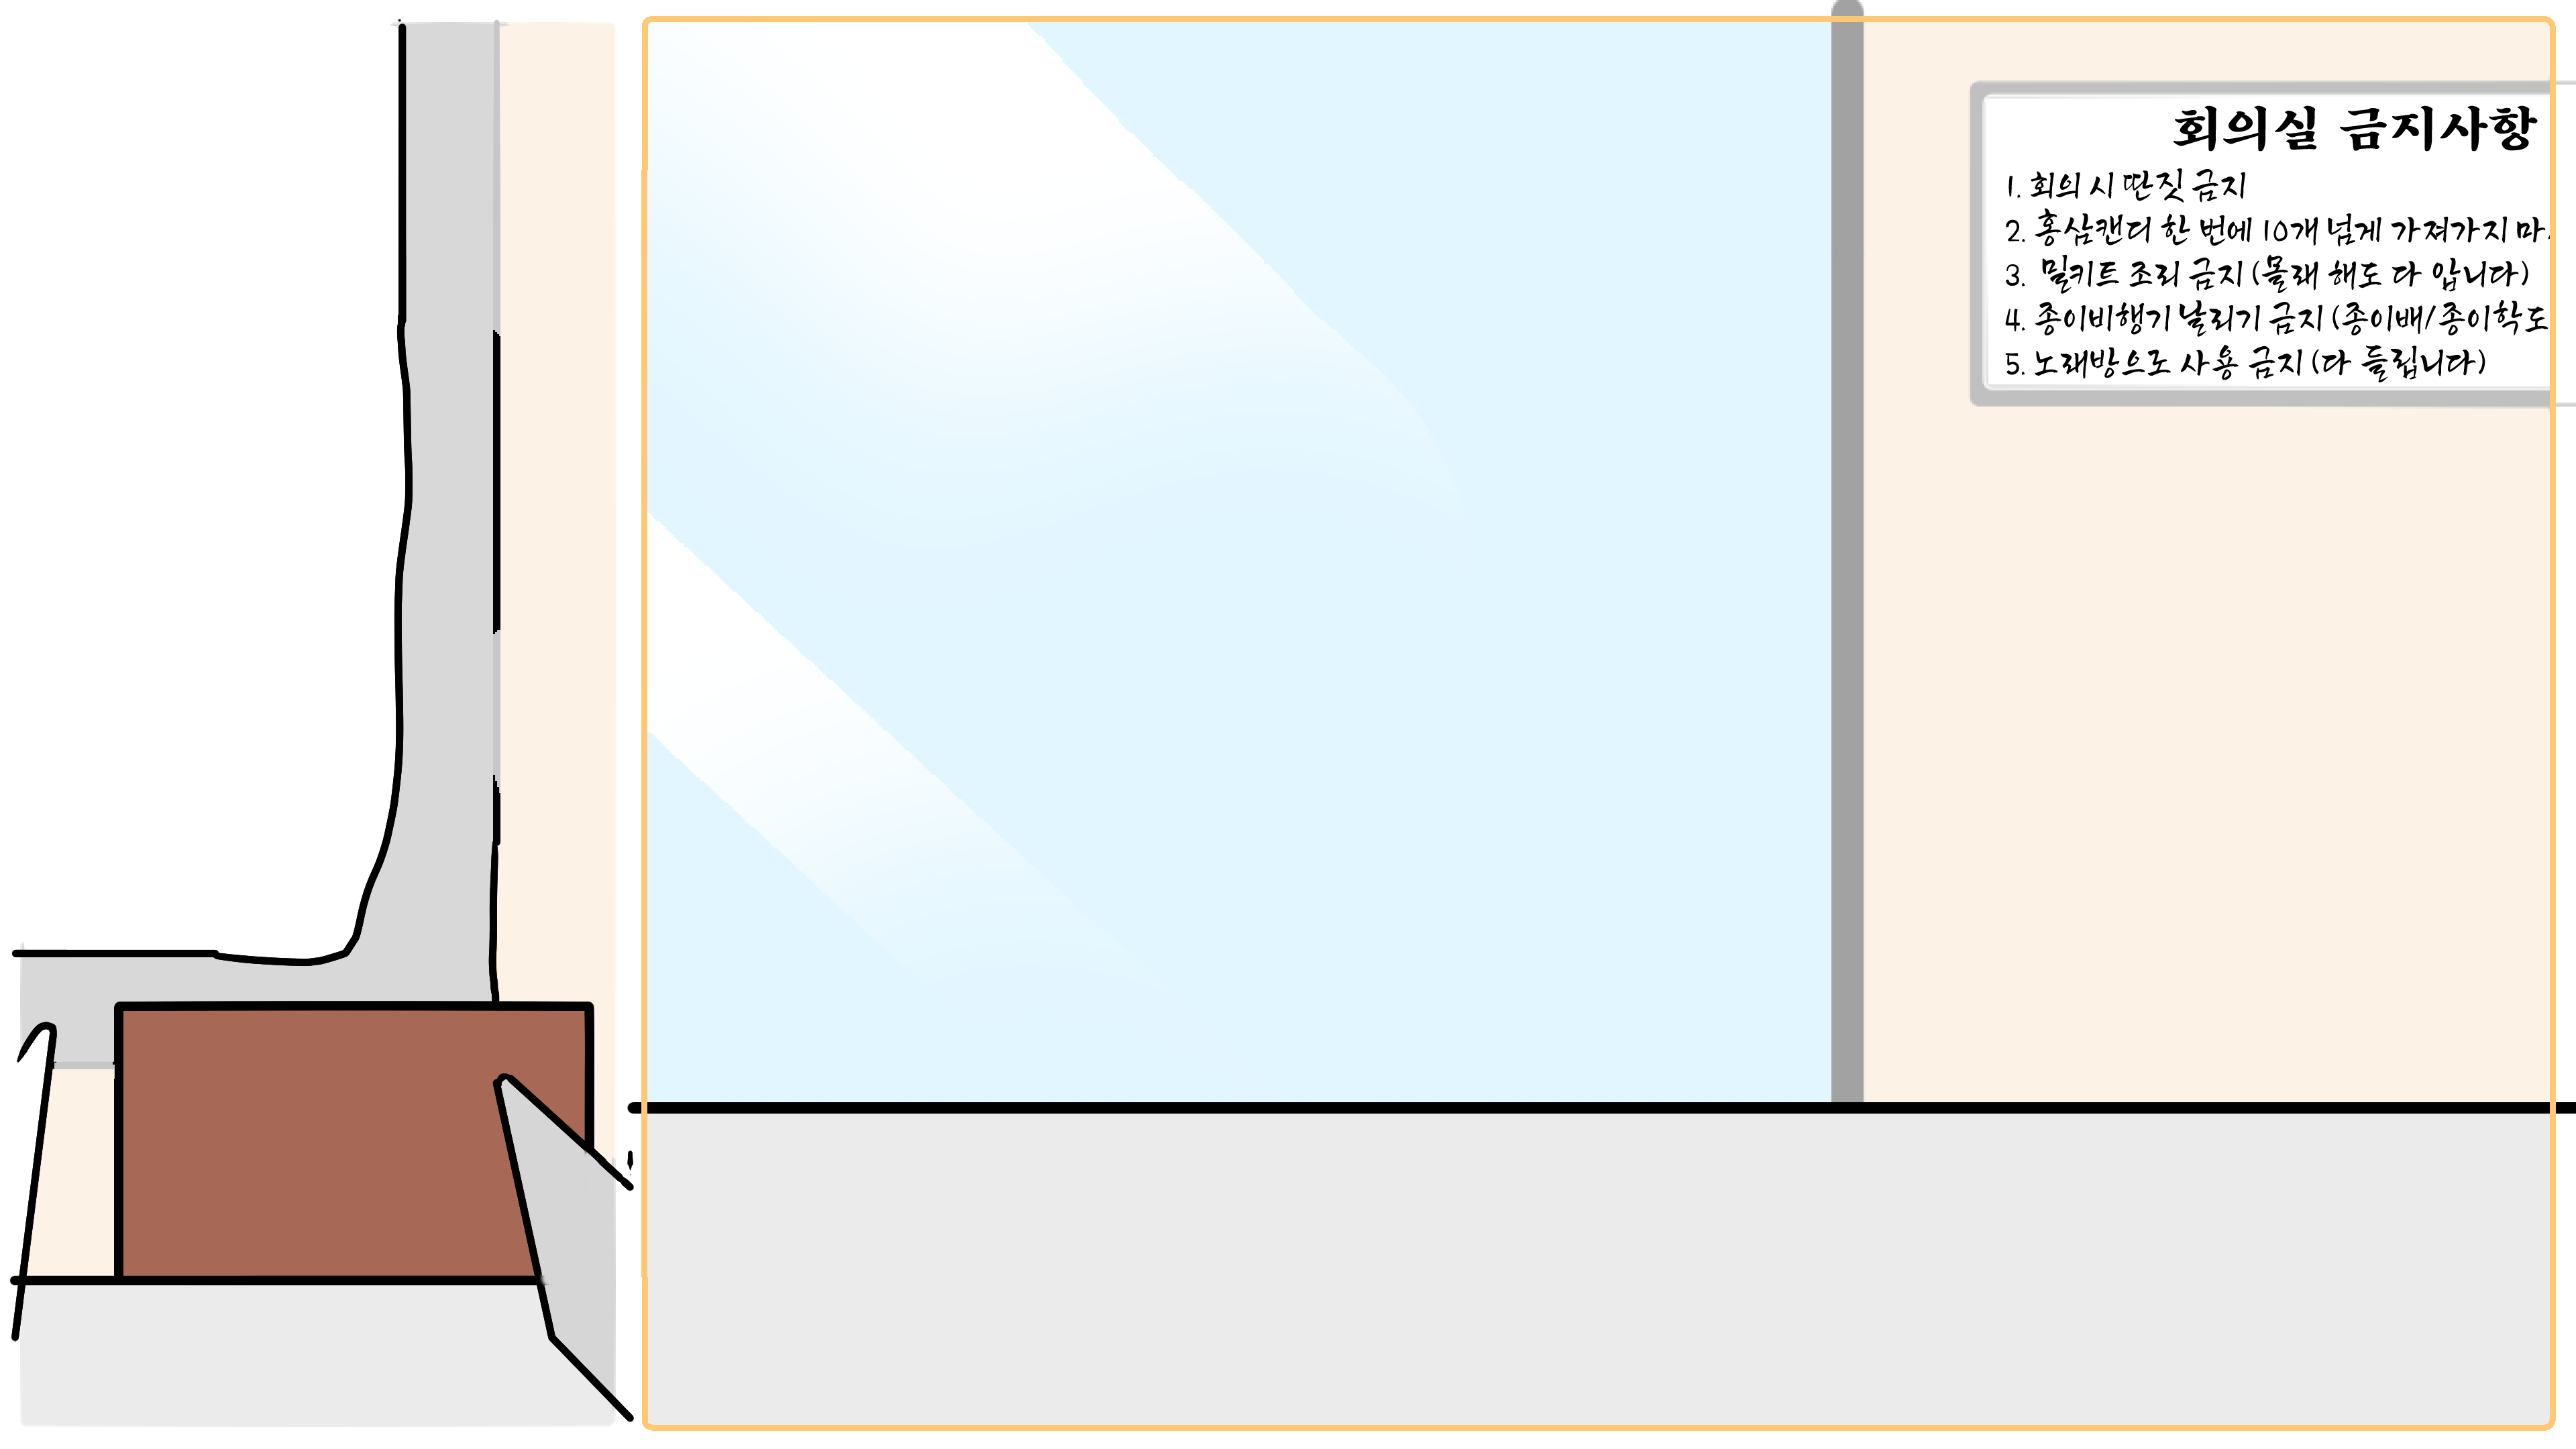 회의실 금지사항
1. 회의 시 딴짓 금지
2. 홍삼캔디 한 번에 10개 넘게 가져가지 마
3. 밀키트 조리 금지 (몰래 해도 다 압니다)
4. 종이비행기 날리기 금지 (종이배/종이학도
5. 노래방으로 사용 금지 (다 들립니다)